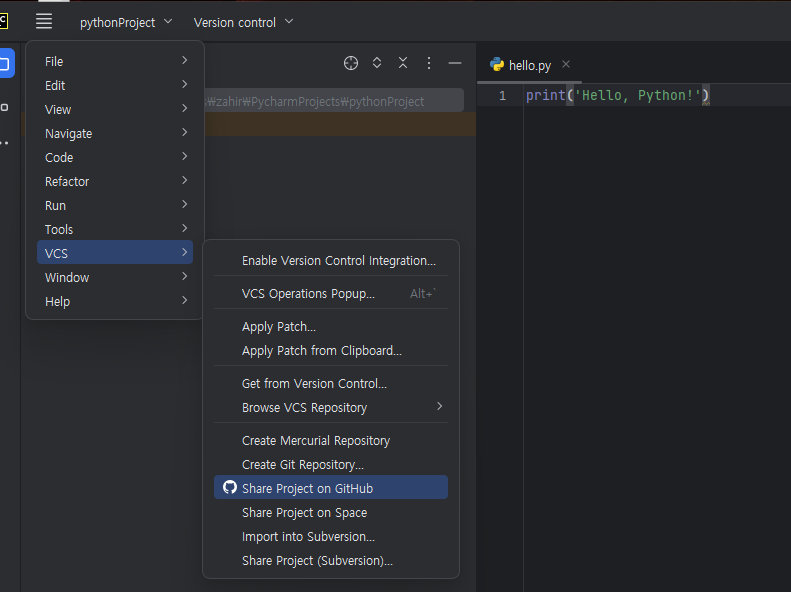 pythonProject
Version control
File
Edit
View
Navigate
Code
Refactor
Run
Tools
VCS
Window
Help
₩zahir₩PycharmProjects₩pythonProject
Enable Version Control Integration...
VCS Operations Popup... Alt+`
Apply Patch...
Apply Patch from Clipboard...
Get from Version Control...
Browse VCS Repository
Create Mercurial Repository
Create Git Repository...
Share Project on GitHub
Share Project on Space
Import into Subversion...
Share Project (Subversion)...
hello.py
1 print('Hello, Python!')